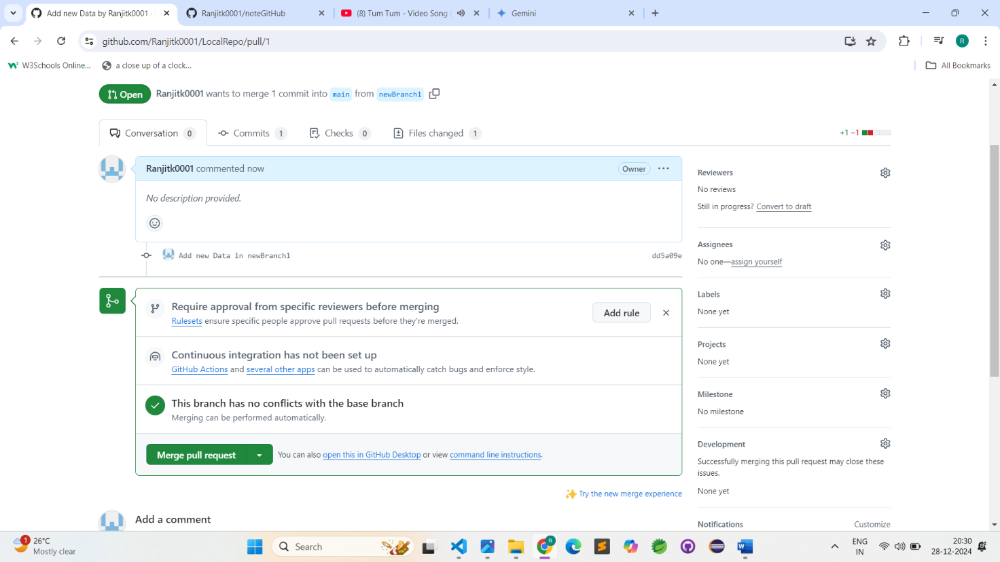 Add new Data by Ranjitk0001 ·
Ranjitk0001/noteGitHub
(8) Tum Tum - Video Song (
Gemini
github.com/Ranjitk0001/LocalRepo/pull/1
R
W3Schools Online...
a close up of a clock...
All Bookmarks
Open
Ranjitk0001 wants to merge 1 commit into main from newBranch1
Conversation 0
Commits 1
Checks 0
Files changed 1
+1 −1
Ranjitk0001 commented now
Owner
No description provided.
Add new Data in newBranch1
dd5a09e
Require approval from specific reviewers before merging
Rulesets ensure specific people approve pull requests before they're merged.
Add rule
Continuous integration has not been set up
GitHub Actions and several other apps can be used to automatically catch bugs and enforce style.
This branch has no conflicts with the base branch
Merging can be performed automatically.
Merge pull request
You can also open this in GitHub Desktop or view command line instructions.
Try the new merge experience
Add a comment
Reviewers
No reviews
Still in progress? Convert to draft
Assignees
No one—assign yourself
Labels
None yet
Projects
None yet
Milestone
No milestone
Development
Successfully merging this pull request may close these
issues.
None yet
Notifications
Customize
1
26°C
Mostly clear
Search
R
ENG
IN
20:30
28-12-2024